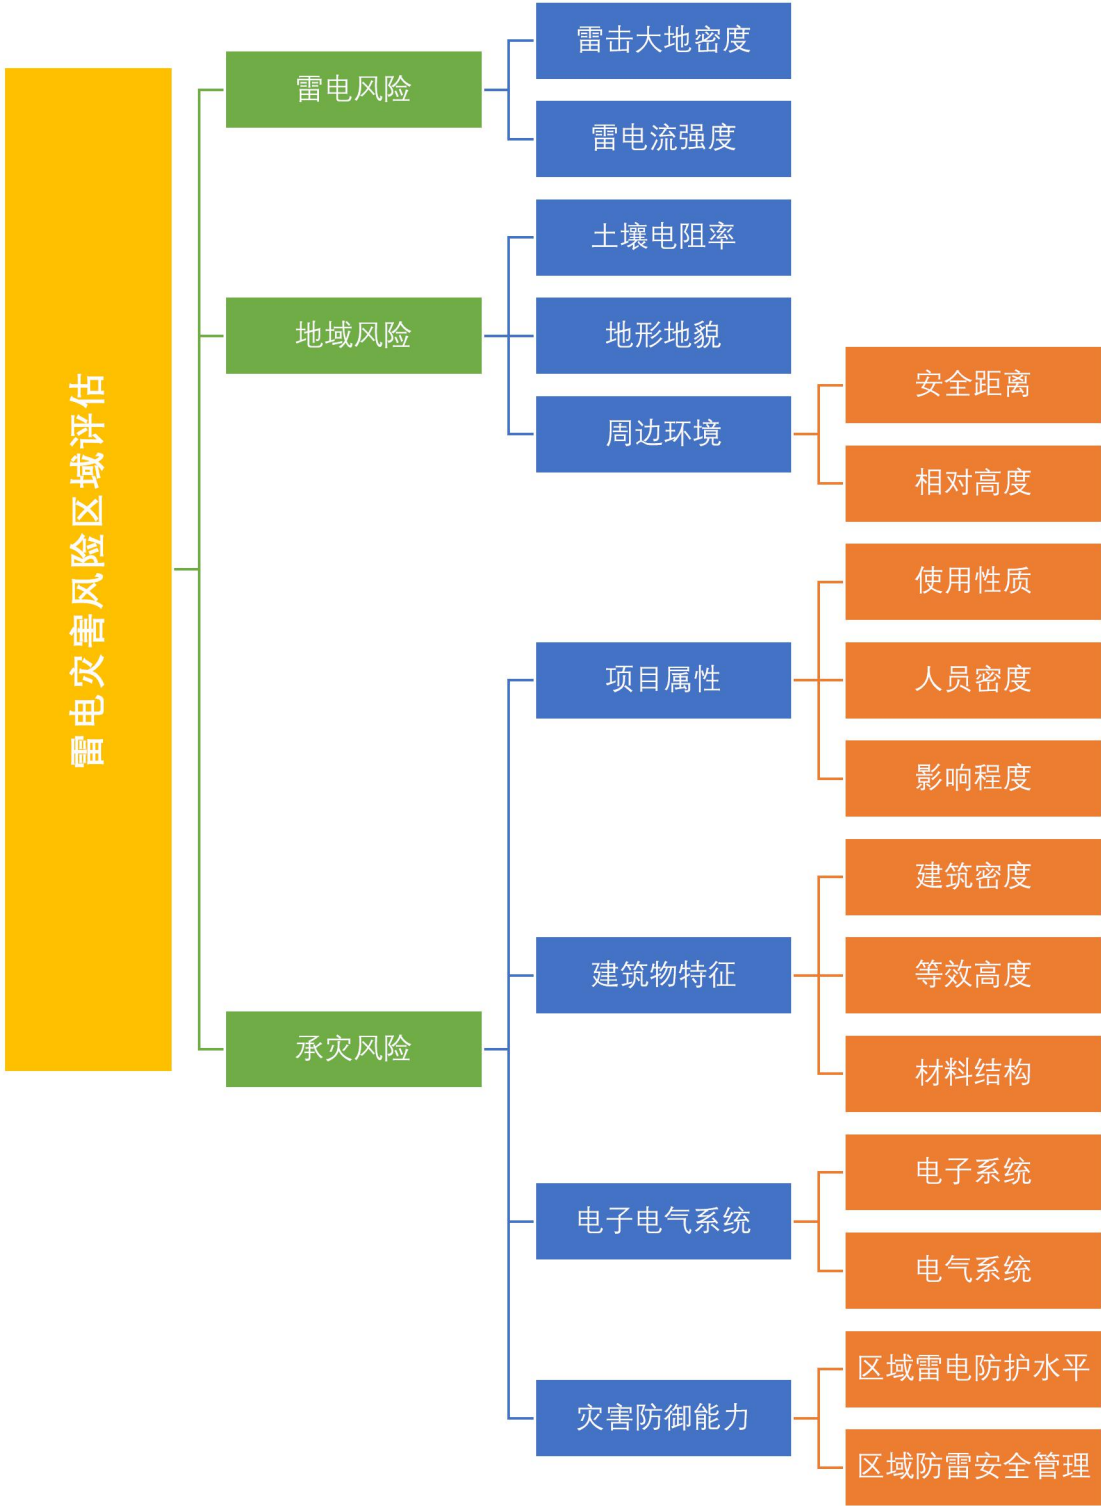 雷电灾害风险区域评估
雷电风险
雷击大地密度
雷电流强度
地域风险
土壤电阻率
地形地貌
周边环境
安全距离
相对高度
承灾风险
项目属性
使用性质
人员密度
影响程度
建筑物特征
建筑密度
等效高度
材料结构
电子电气系统
电子系统
电气系统
灾害防御能力
区域雷电防护水平
区域防雷安全管理